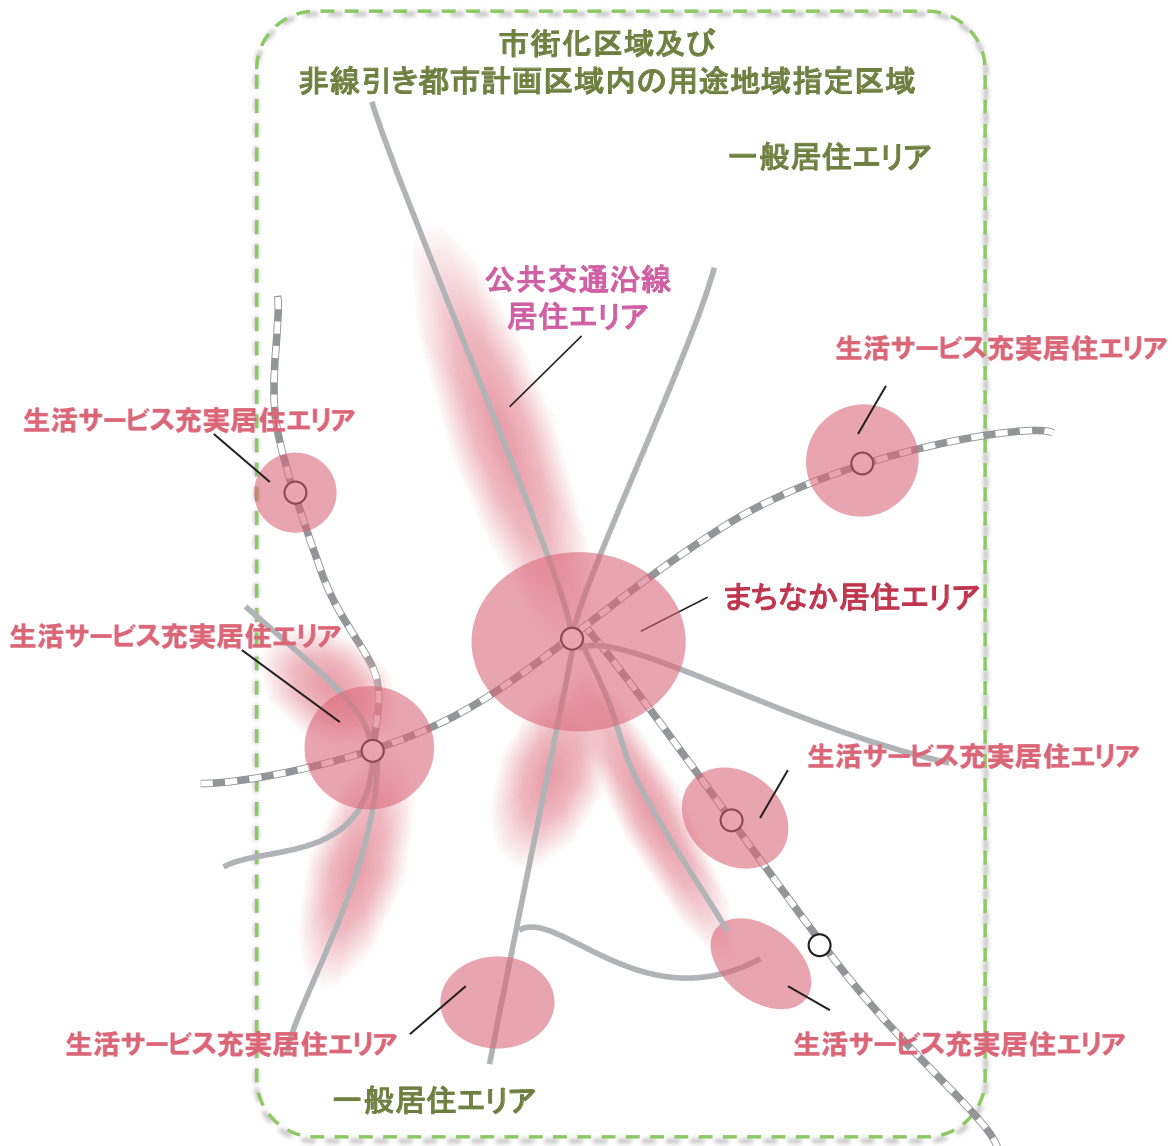 市街化区域及び
非線引き都市計画区域内の用途地域指定区域
一般居住エリア
公共交通沿線
居住エリア
生活サービス充実居住エリア
生活サービス充実居住エリア
まちなか居住エリア
生活サービス充実居住エリア
生活サービス充実居住エリア
生活サービス充実居住エリア
生活サービス充実居住エリア
一般居住エリア